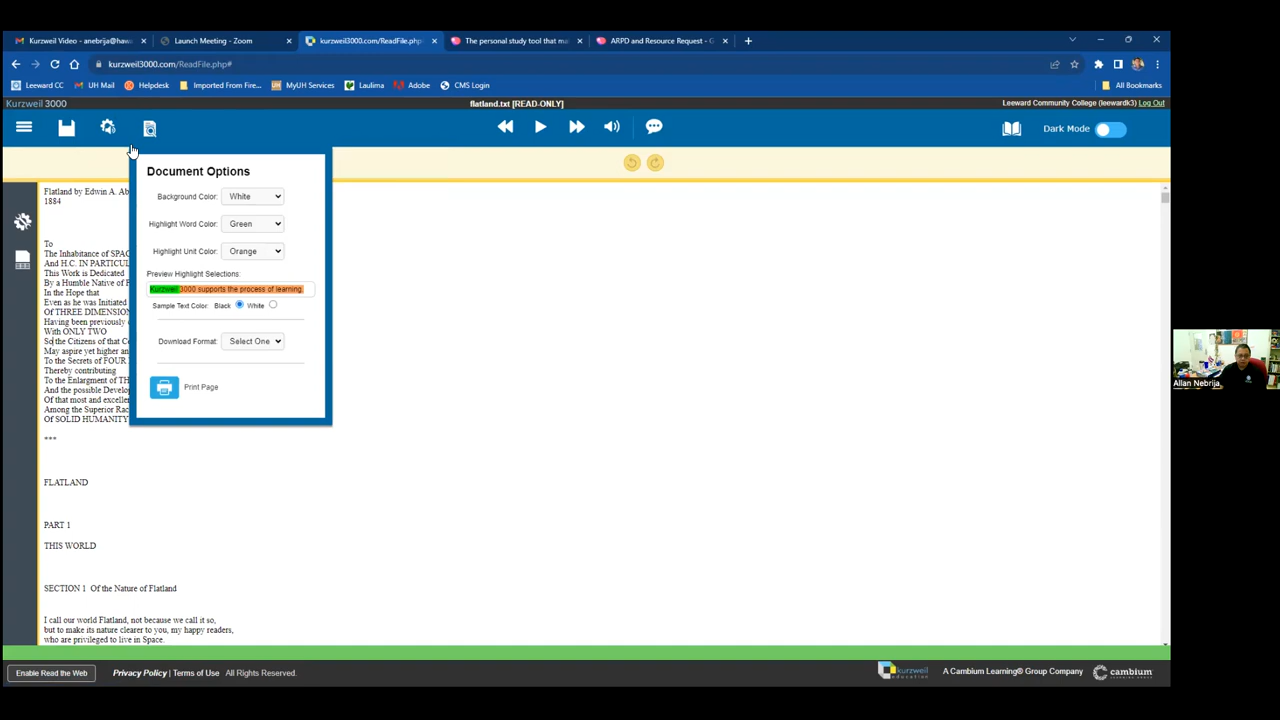 Kurzweil Video - anebrija@haw
Launch Meeting - Zoom
kurzweil3000.com/ReadFile.php
The personal study tool that ma
ARPD and Resource Request - G
kurzweil3000.com/ReadFile.php#
Leeward CC
UH Mail
Helpdesk
Imported From Fire...
MyUH Services
Laulima
Adobe
CMS Login
All Bookmarks
Kurzweil 3000
flatland.txt [READ-ONLY]
Leeward Community College (leewardk3) Log Out
Dark Mode
Document Options
Background Color: White
Highlight Word Color: Green
Highlight Unit Color: Orange
Preview Highlight Selections:
Kurzweil 3000 supports the process of learning
Sample Text Color: Black White
Download Format: Select One
Print Page
Flatland by Edwin A. Ab
1884
To
The Inhabitance of SPAC
And H.C. IN PARTICUL
This Work is Dedicated
By a Humble Native of F
In the Hope that
Even as he was Initiated
Of THREE DIMENSION
Having been previously c
With ONLY TWO
So the Citizens of that Ce
May aspire yet higher an
To the Secrets of FOUR
Thereby contributing
To the Enlargment of TH
And the possible Develop
Of that most and excellen
Among the Superior Rac
Of SOLID HUMANITY
***
FLATLAND
PART 1
THIS WORLD
SECTION 1 Of the Nature of Flatland
I call our world Flatland, not because we call it so,
but to make its nature clearer to you, my happy readers,
who are privileged to live in Space.
Allan Nebrija
Enable Read the Web
Privacy Policy | Terms of Use All Rights Reserved.
kurzweil
education
A Cambium Learning® Group Company
cambium